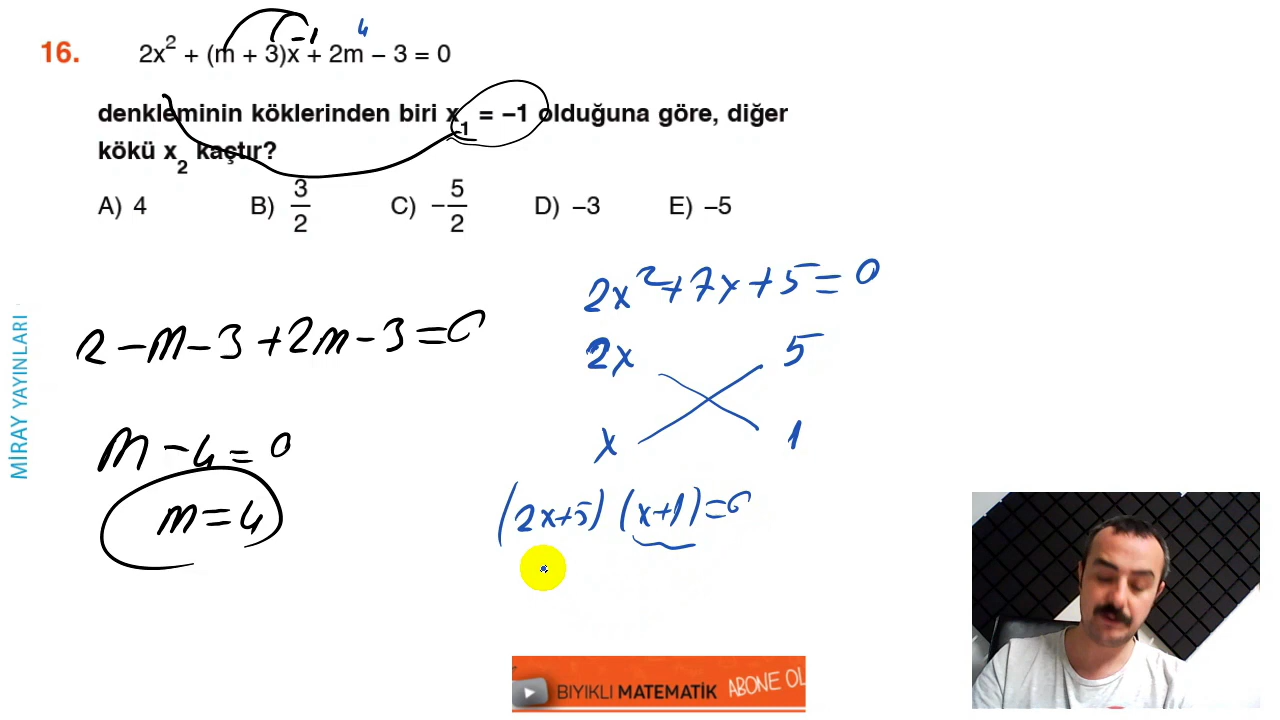 16. 2x² + (m + 3)x + 2m − 3 = 0
−1 4
denkleminin köklerinden biri x₁ = −1 olduğuna göre, diğer
kökü x₂ kaçtır?
A) 4 B) 3/2 C) −5/2 D) −3 E) −5
2 − m − 3 + 2m − 3 = 0
m − 4 = 0
m = 4
2x² + 7x + 5 = 0
2x 5
x 1
(2x+5) (x+1) = 0
MİRAY YAYINLARI
BIYIKLI MATEMATİK ABONE OL